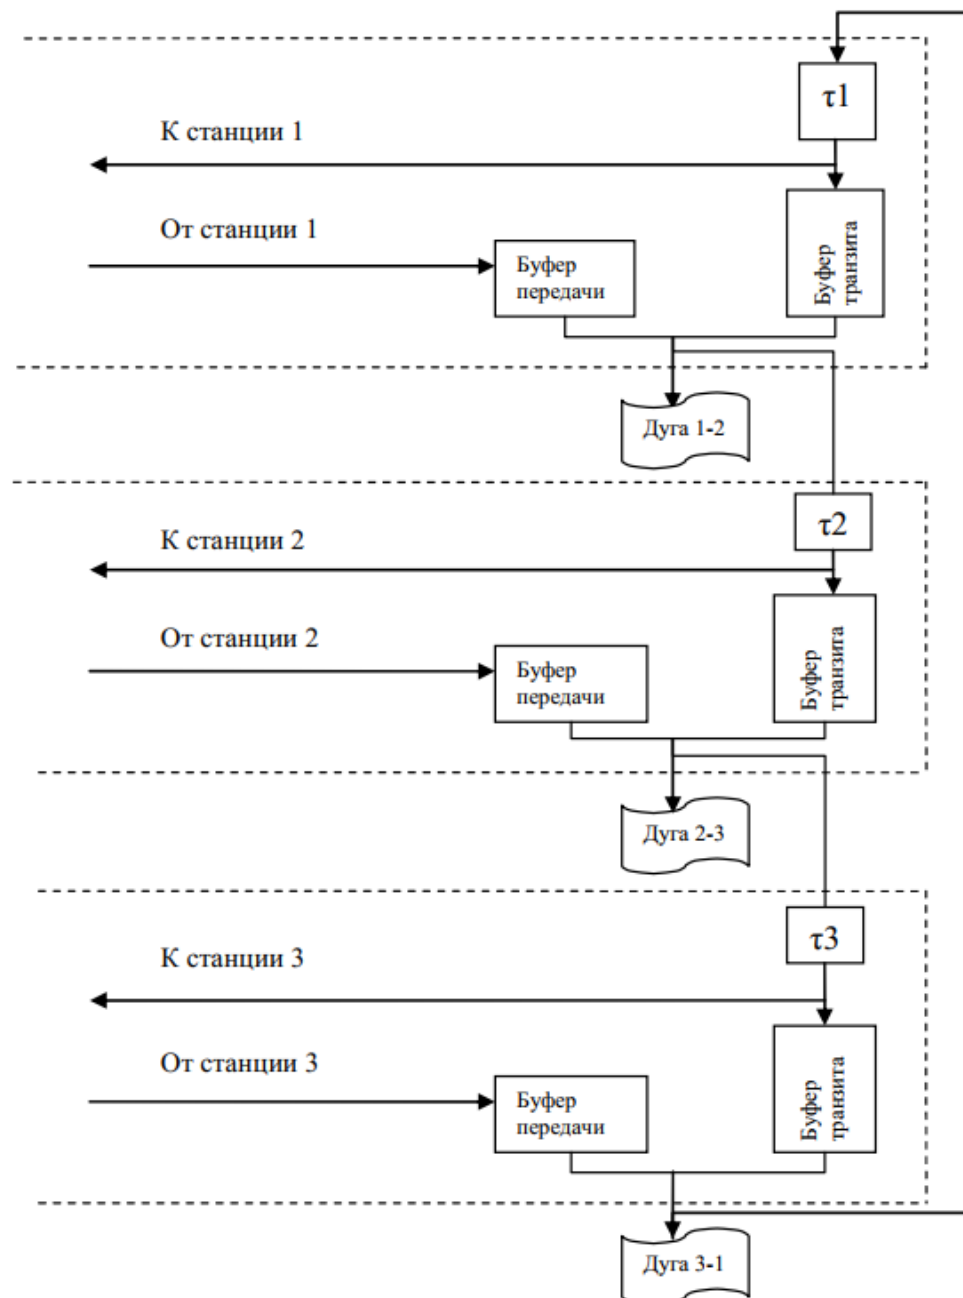 τ1
К станции 1
От станции 1
Буфер
передачи
Буфер
транзита
Дуга 1-2
τ2
К станции 2
От станции 2
Буфер
передачи
Буфер
транзита
Дуга 2-3
τ3
К станции 3
От станции 3
Буфер
передачи
Буфер
транзита
Дуга 3-1